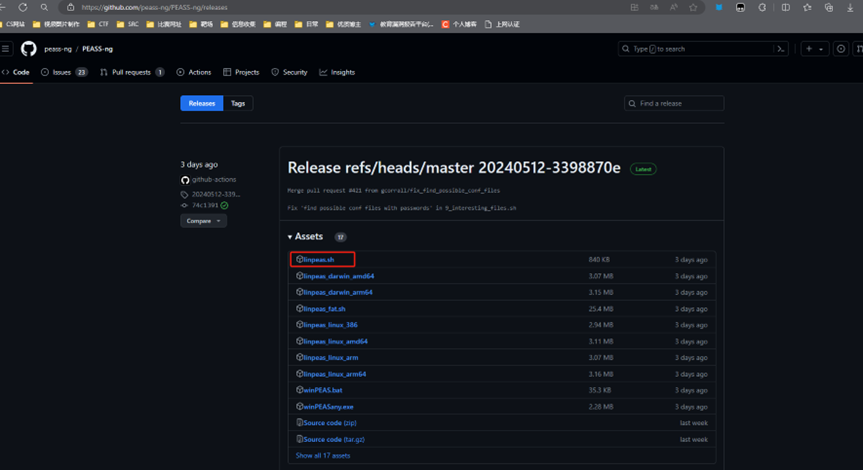 https://github.com/peass-ng/PEASS-ng/releases
CS网站 视频图片制作 CTF SRC 比赛网址 靶场 信息收集 编程 日常 优质博主 教育漏洞报告平台(... 个人博客 上网认证
peass-ng / PEASS-ng
Type / to search
Code Issues 23 Pull requests 1 Actions Projects Security Insights
Releases Tags
Find a release
3 days ago
github-actions
20240512-339...
74c1391
Compare
Release refs/heads/master 20240512-3398870e Latest
Merge pull request #421 from gcorrall/fix_find_possible_conf_files
Fix 'find possible conf files with passwords' in 9_interesting_files.sh
Assets 17
linpeas.sh 840 KB 3 days ago
linpeas_darwin_amd64 3.07 MB 3 days ago
linpeas_darwin_arm64 3.15 MB 3 days ago
linpeas_fat.sh 25.4 MB 3 days ago
linpeas_linux_386 2.94 MB 3 days ago
linpeas_linux_amd64 3.11 MB 3 days ago
linpeas_linux_arm 3.07 MB 3 days ago
linpeas_linux_arm64 3.16 MB 3 days ago
winPEAS.bat 35.3 KB 3 days ago
winPEASany.exe 2.28 MB 3 days ago
Source code (zip) last week
Source code (tar.gz) last week
Show all 17 assets